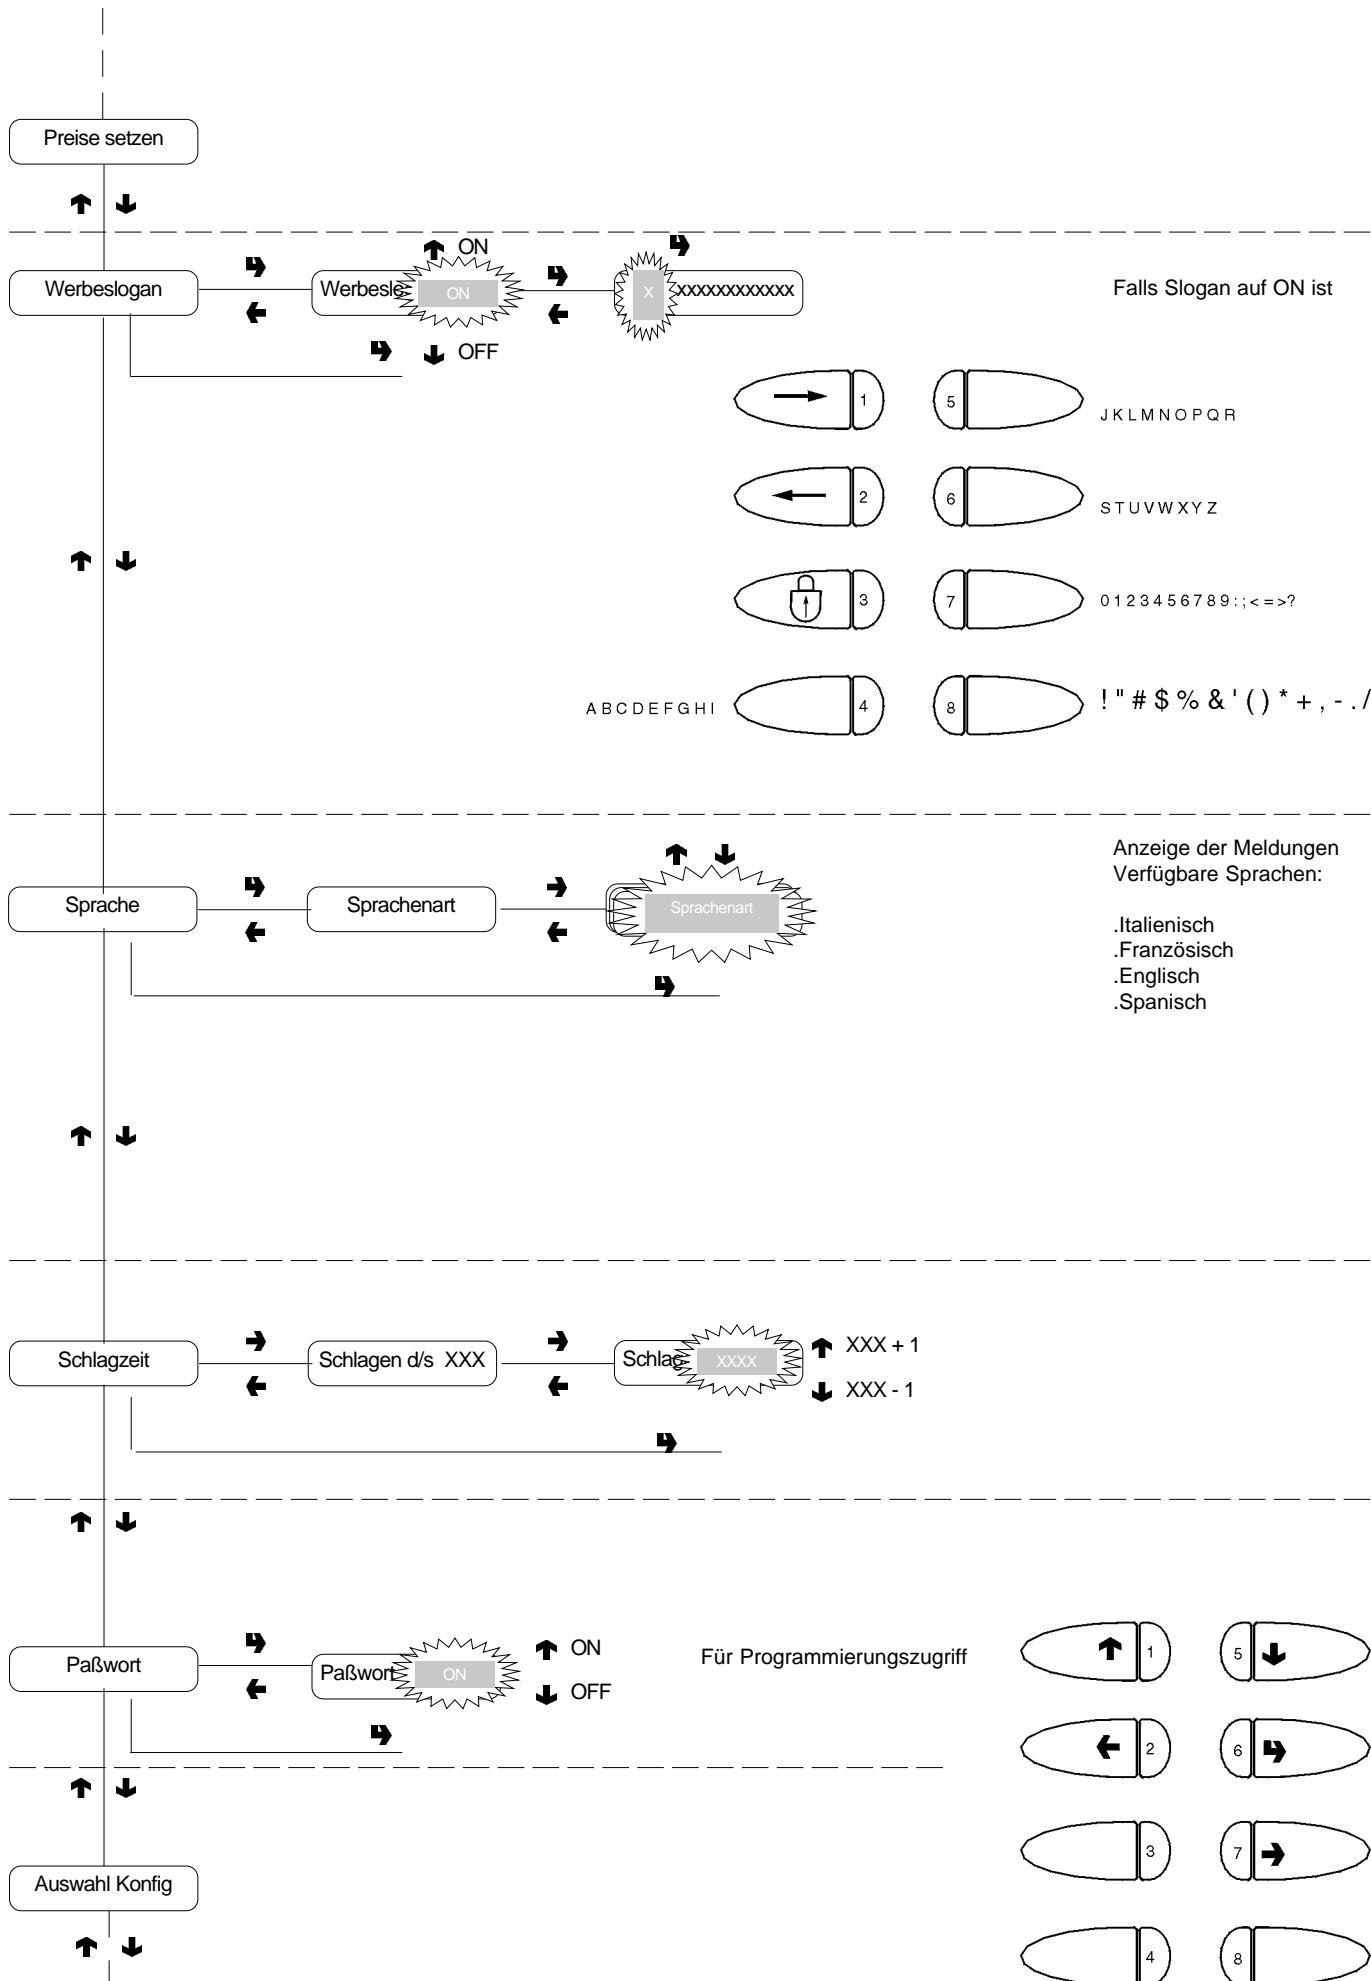 Preise setzen
ON
Werbeslogan
Werbeslo
ON
X
XXXXXXXXXXXX
Falls Slogan auf ON ist
OFF
1
5
JKLMNOPQR
2
6
STUVWXYZ
3
7
0123456789:;<=>?
ABCDEFGHI
4
8
! " # $ % & ' ( ) * + , - . /
Anzeige der Meldungen
Verfügbare Sprachen:
Sprache
Sprachenart
Sprachenart
.Italienisch
.Französisch
.Englisch
.Spanisch
Schlagzeit
Schlagen d/s XXX
Schlag
XXXX
XXX + 1
XXX - 1
Paßwort
Paßwort
ON
ON
OFF
Für Programmierungszugriff
1
5
2
6
3
7
Auswahl Konfig
4
8